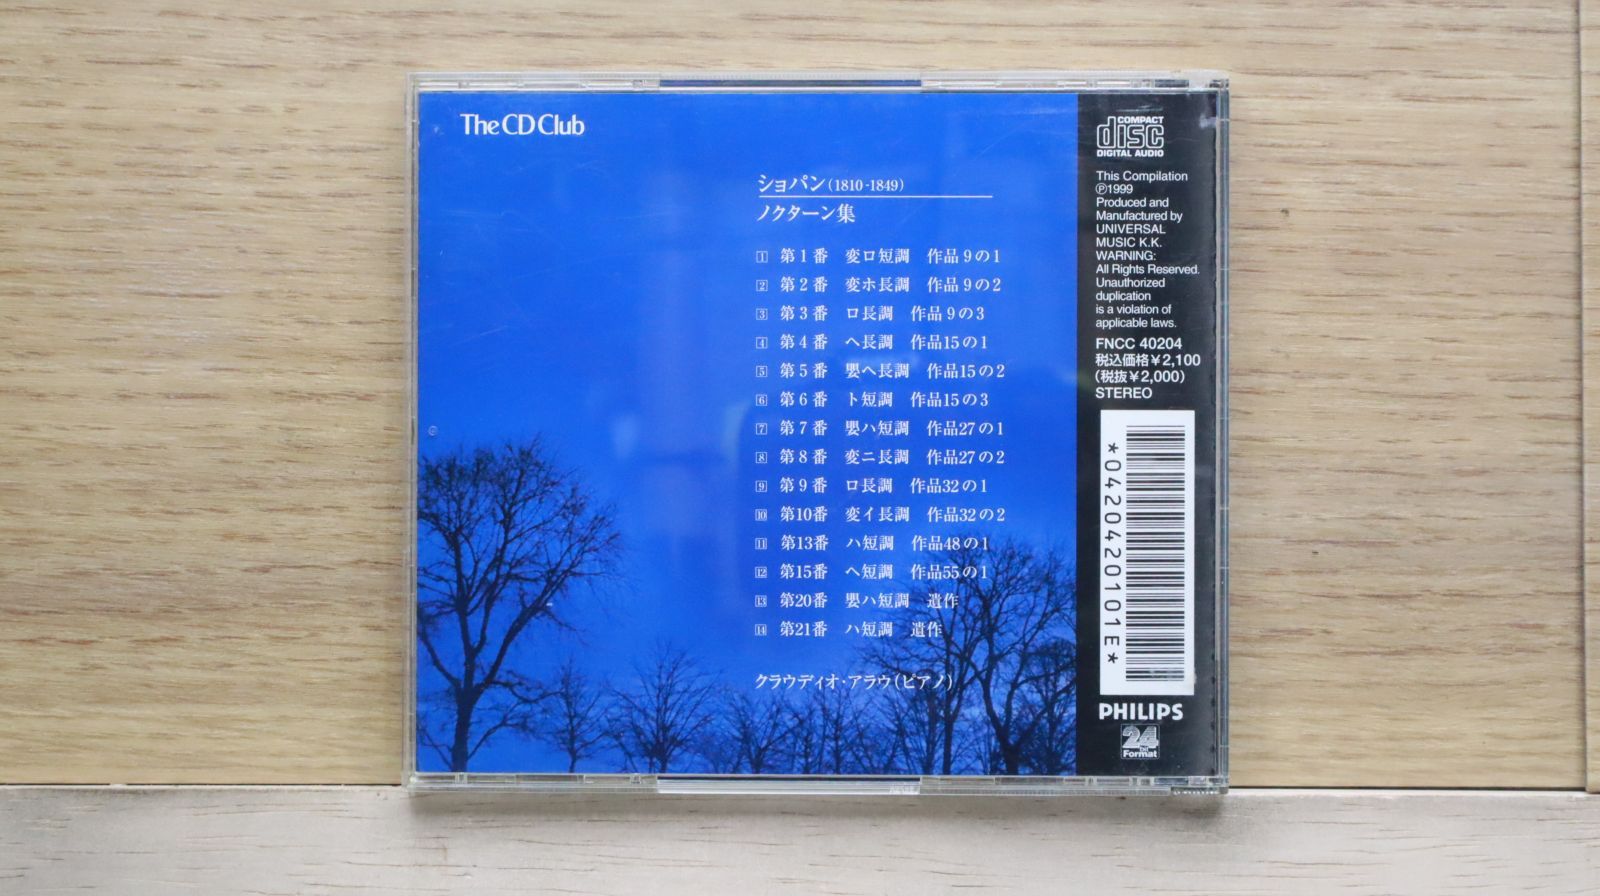 The CD Club
ショパン(1810-1849)
ノクターン集
1 第1番 変ロ短調 作品9の1
2 第2番 変ホ長調 作品9の2
3 第3番 ロ長調 作品9の3
4 第4番 ヘ長調 作品15の1
5 第5番 嬰ヘ長調 作品15の2
6 第6番 ト短調 作品15の3
7 第7番 嬰ハ短調 作品27の1
8 第8番 変ニ長調 作品27の2
9 第9番 ロ長調 作品32の1
10 第10番 変イ長調 作品32の2
11 第13番 ハ短調 作品48の1
12 第15番 ヘ短調 作品55の1
13 第20番 嬰ハ短調 遺作
14 第21番 ハ短調 遺作
クラウディオ・アラウ(ピアノ)
COMPACT
disc
DIGITAL AUDIO
This Compilation
℗1999
Produced and
Manufactured by
UNIVERSAL
MUSIC K.K.
WARNING:
All Rights Reserved.
Unauthorized
duplication
is a violation of
applicable laws.
FNCC 40204
税込価格¥2,100
(税抜¥2,000)
STEREO
*0420420101E*
PHILIPS
24
bit
Format